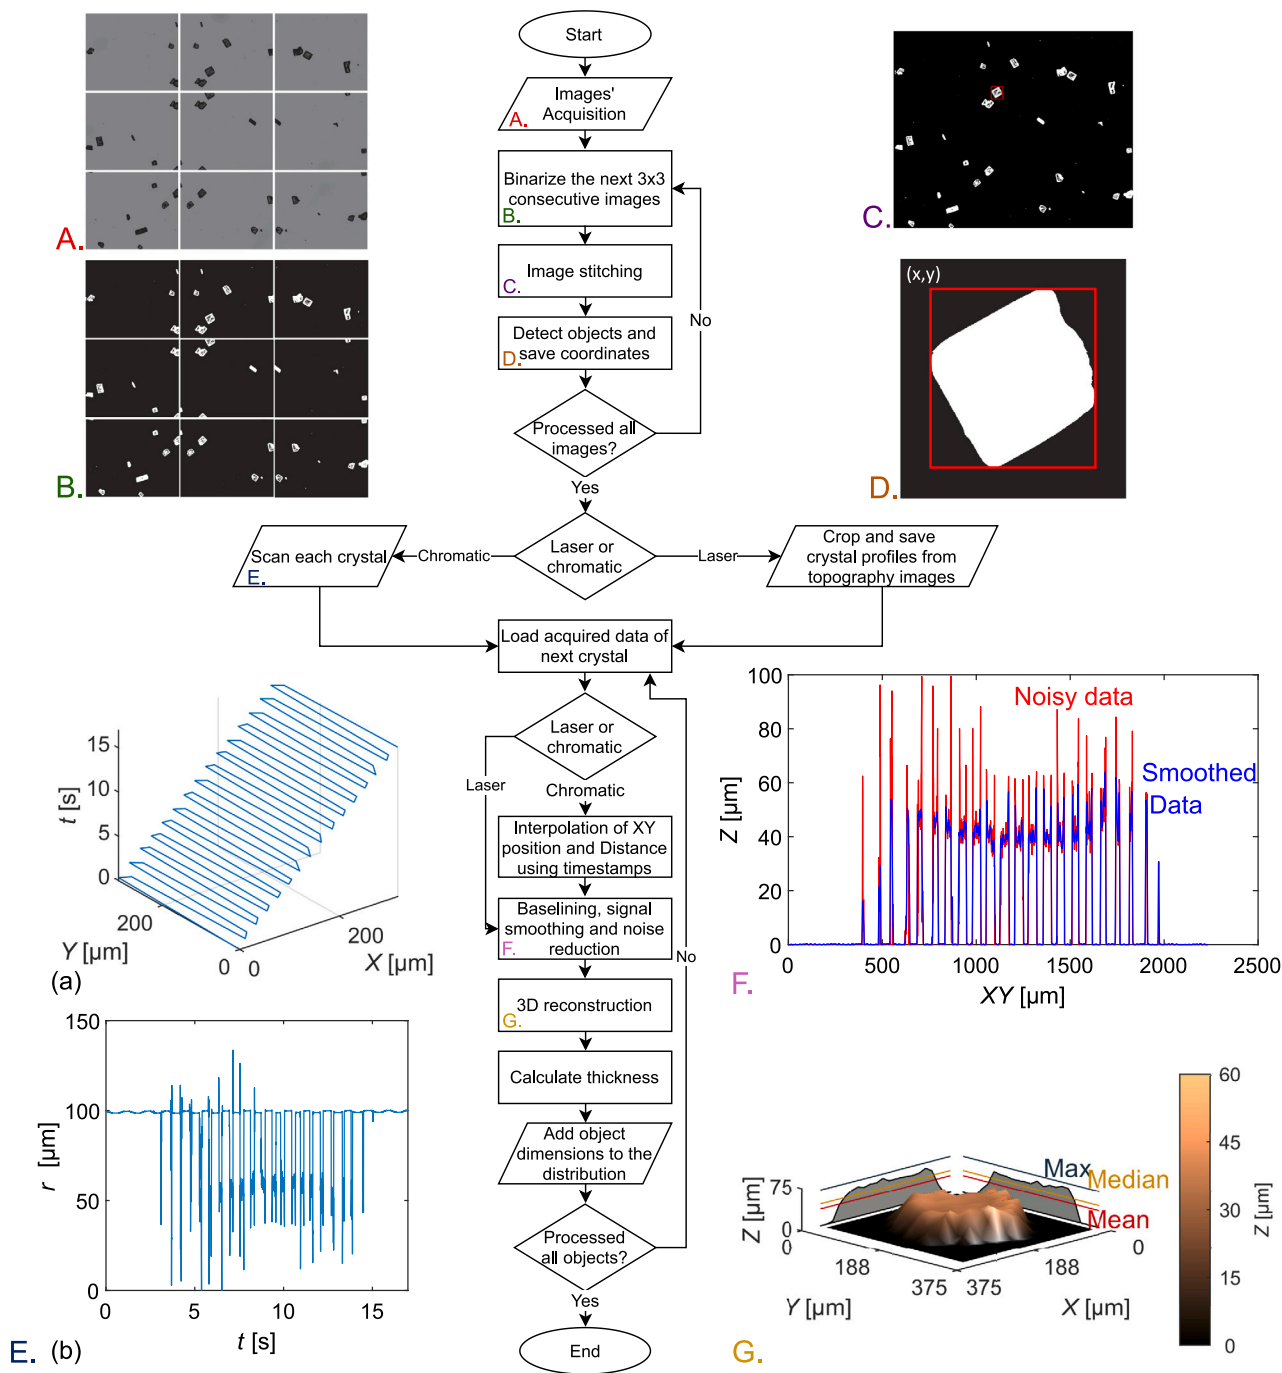 Start
Images'
Acquisition
A.
Binarize the next 3x3
consecutive images
B.
Image stitching
C.
Detect objects and
save coordinates
D.
No
Processed all
images?
Yes
Laser or
chromatic
Chromatic
Laser
Scan each crystal
E.
Crop and save
crystal profiles from
topography images
Load acquired data of
next crystal
Laser or
chromatic
Laser
Chromatic
Interpolation of XY
position and Distance
using timestamps
Baselining, signal
smoothing and noise
reduction
F.
No
3D reconstruction
G.
Calculate thickness
Add object
dimensions to the
distribution
Processed
all objects?
Yes
End
A.
B.
C.
(x,y)
D.
15
10
5
0
t [s]
200
0
Y [µm]
0
200
X [µm]
(a)
150
100
50
0
r [µm]
0
5
10
15
t [s]
E. (b)
100
80
60
40
20
0
Z [µm]
Noisy data
Smoothed
Data
0
500
1000
1500
2000
2500
XY [µm]
F.
75
0
Z [µm]
0
188
375
Y [µm]
375
188
0
X [µm]
Max
Median
Mean
60
45
30
15
0
Z [µm]
G.